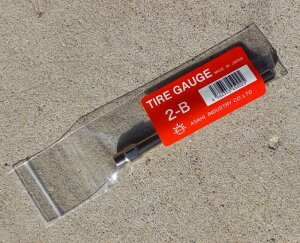 TIRE GAUGE
MADE IN JAPAN
2-B
ASAHI INDUSTRY CO.,LTD